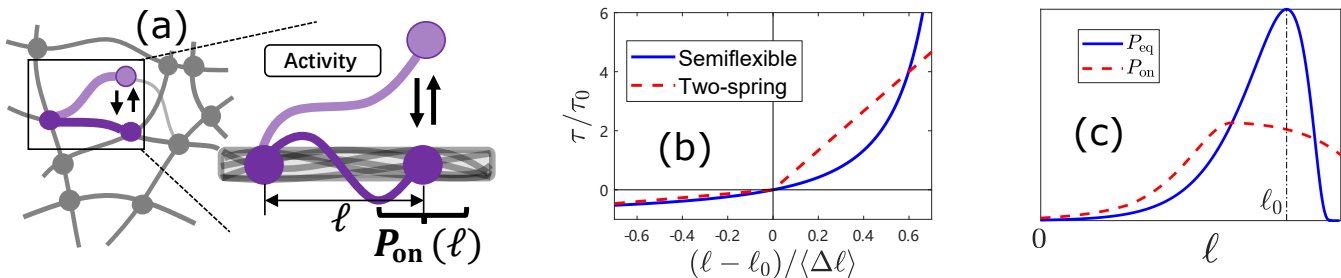 (a)
Activity
ℓ
P_on (ℓ)
τ/τ_0
6
4
2
0
Semiflexible
Two-spring
(b)
-0.6 -0.4 -0.2 0 0.2 0.4 0.6
(ℓ − ℓ_0)/⟨Δℓ⟩
P_eq
P_on
(c)
ℓ_0
0
ℓ